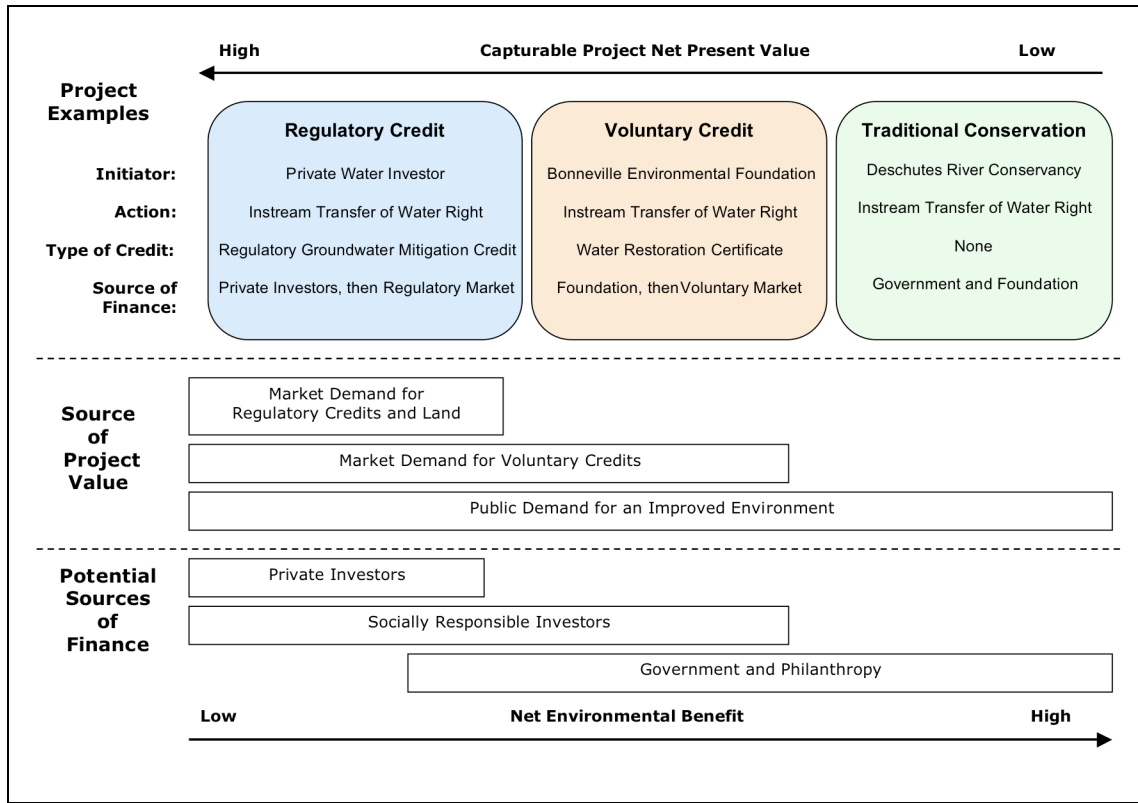 High Capturable Project Net Present Value Low
Project
Examples
Regulatory Credit Voluntary Credit Traditional Conservation
Initiator: Private Water Investor Bonneville Environmental Foundation Deschutes River Conservancy
Action: Instream Transfer of Water Right Instream Transfer of Water Right Instream Transfer of Water Right
Type of Credit: Regulatory Groundwater Mitigation Credit Water Restoration Certificate None
Source of Private Investors, then Regulatory Market Foundation, thenVoluntary Market Government and Foundation
Finance:
Source
of
Project
Value
Market Demand for
Regulatory Credits and Land
Market Demand for Voluntary Credits
Public Demand for an Improved Environment
Potential
Sources
of
Finance
Private Investors
Socially Responsible Investors
Government and Philanthropy
Low Net Environmental Benefit High